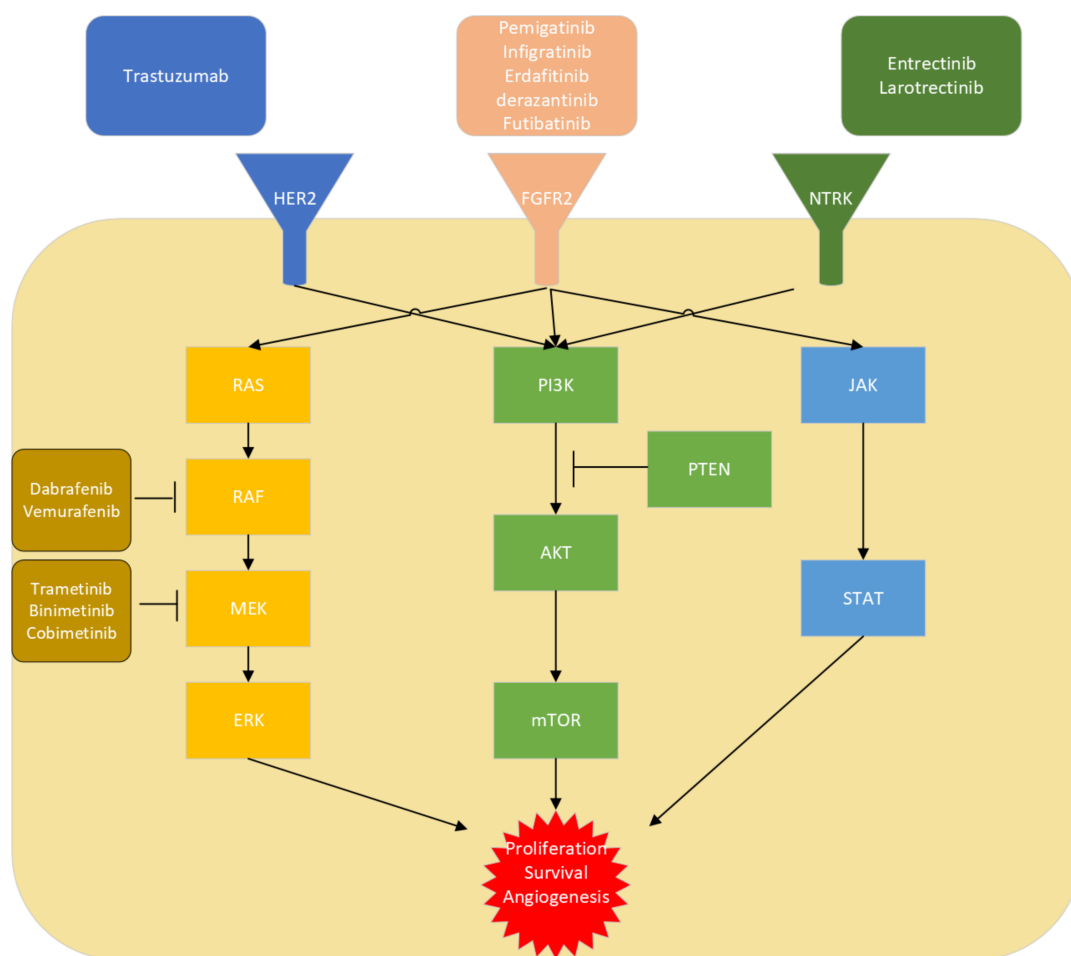 Trastuzumab
Pemigatinib
Infigratinib
Erdafitinib
derazantinib
Futibatinib
Entrectinib
Larotrectinib
HER2
FGFR2
NTRK
RAS
PI3K
JAK
PTEN
Dabrafenib
Vemurafenib
RAF
AKT
Trametinib
Binimetinib
Cobimetinib
MEK
STAT
ERK
mTOR
Proliferation
Survival
Angiogenesis